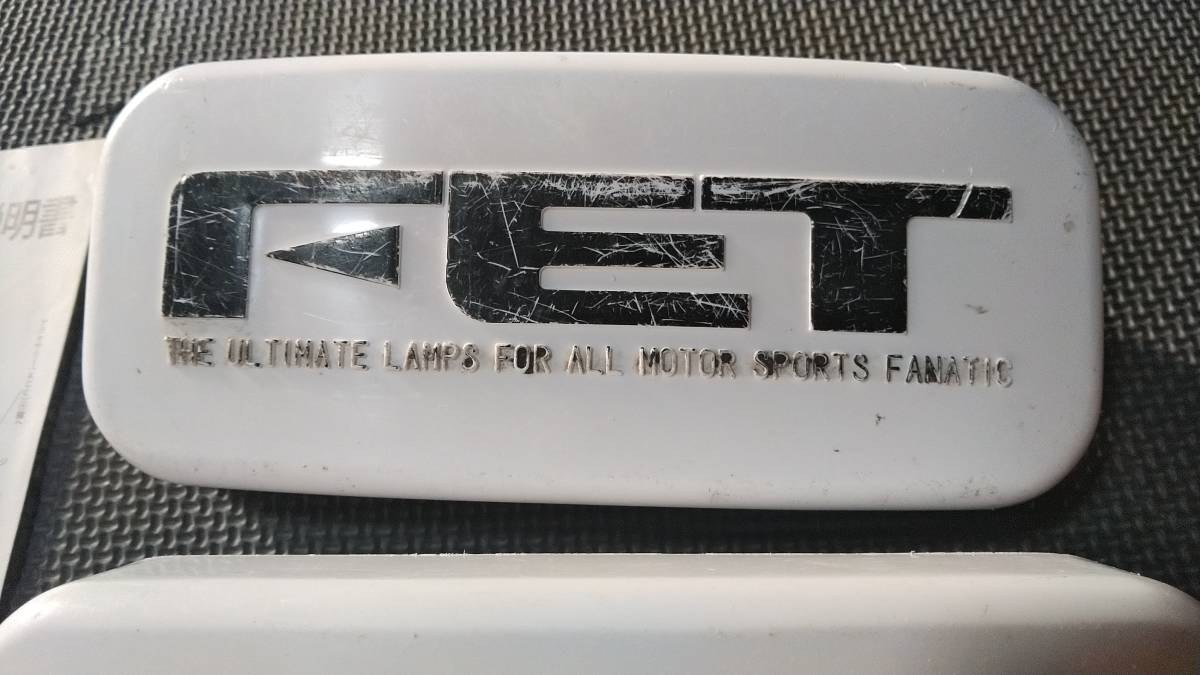 FET
THE ULTIMATE LAMPS FOR ALL MOTOR SPORTS FANATIC
明書